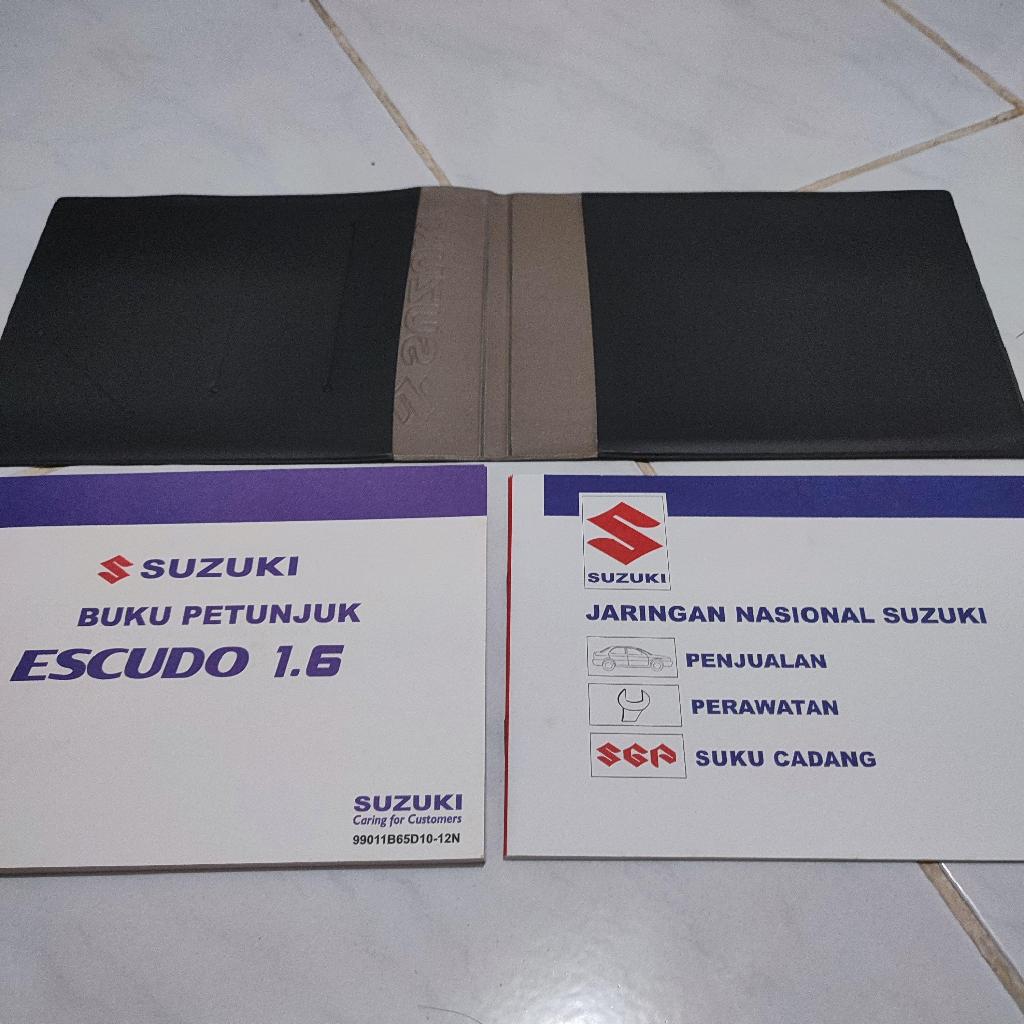 SUZUKI
SUZUKI
BUKU PETUNJUK
ESCUDO 1.6
SUZUKI
Caring for Customers
99011B65D10-12N
SUZUKI
JARINGAN NASIONAL SUZUKI
PENJUALAN
PERAWATAN
SGP
SUKU CADANG